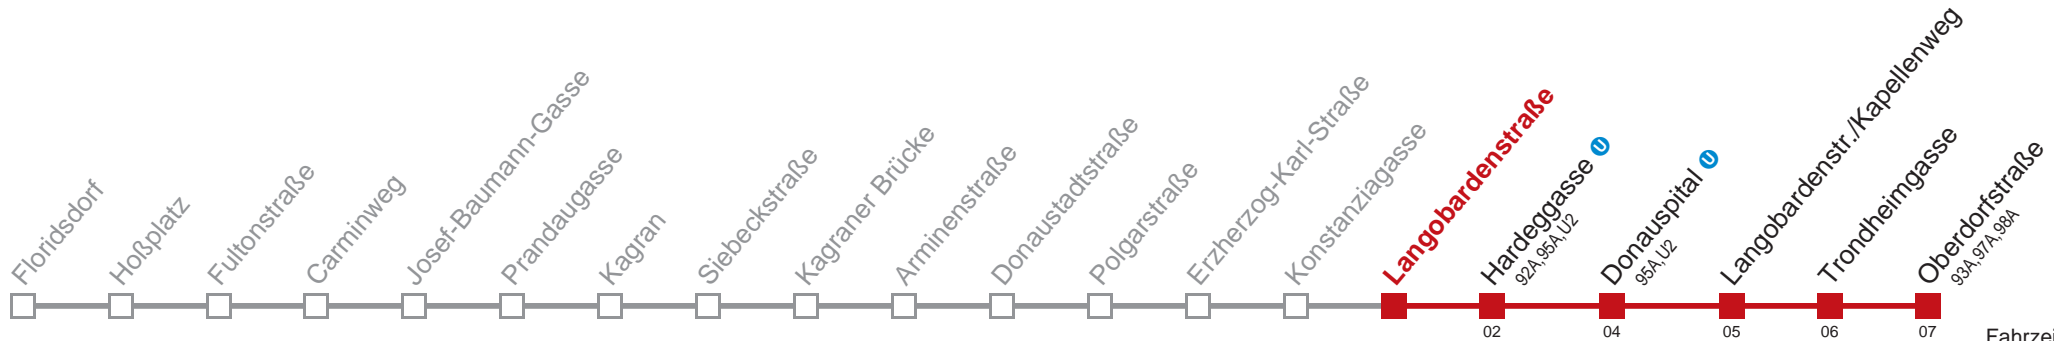 Floridsdorf
Hoßplatz
Fultonstraße
Carminweg
Josef-Baumann-Gasse
Prandaugasse
Kagran
Siebeckstraße
Kagraner Brücke
Arminenstraße
Donaustadtstraße
Polgarstraße
Erzherzog-Karl-Straße
Konstanziagasse
Langobardenstraße
Hardeggasse U
92A,95A,U2
Donauspital U
95A,U2
Langobardenstr./Kapellenweg
Trondheimgasse
Oberdorfstraße
93A,97A,98A
02 04 05 06 07